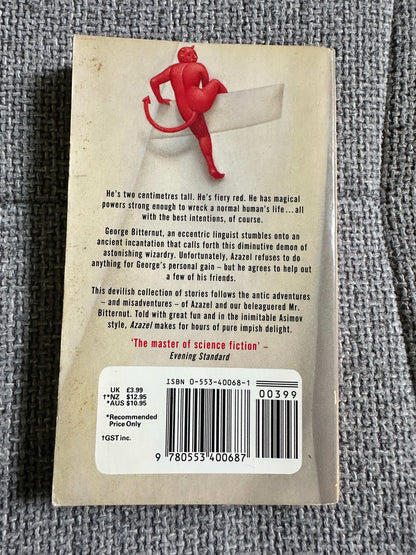 He's two centimetres tall. He's fiery red. He has magical
powers strong enough to wreck a normal human's life...all
with the best intentions, of course.
George Bitternut, an eccentric linguist stumbles onto an
ancient incantation that calls forth this diminutive demon of
astonishing wizardry. Unfortunately, Azazel refuses to do
anything for George's personal gain – but he agrees to help out
a few of his friends.
This devilish collection of stories follows the antic adventures
– and misadventures – of Azazel and our beleaguered Mr.
Bitternut. Told with great fun and in the inimitable Asimov
style, Azazel makes for hours of pure impish delight.
'The master of science fiction' –
Evening Standard
UK £3.99
†*NZ $12.95
*AUS $10.95
*Recommended
Price Only
†GST inc.
ISBN 0-553-40068-1
00399
9 780553 400687